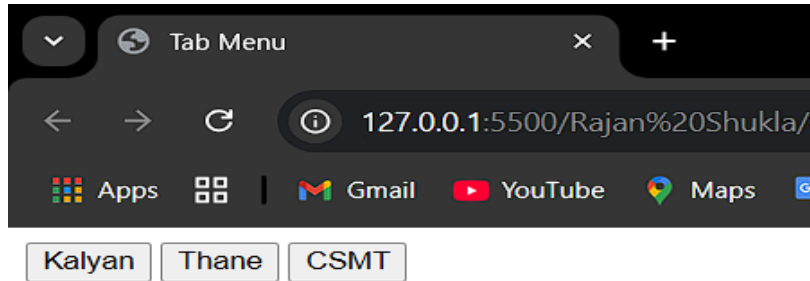 Tab Menu
127.0.0.1:5500/Rajan%20Shukla/
Apps Gmail YouTube Maps
Kalyan Thane CSMT